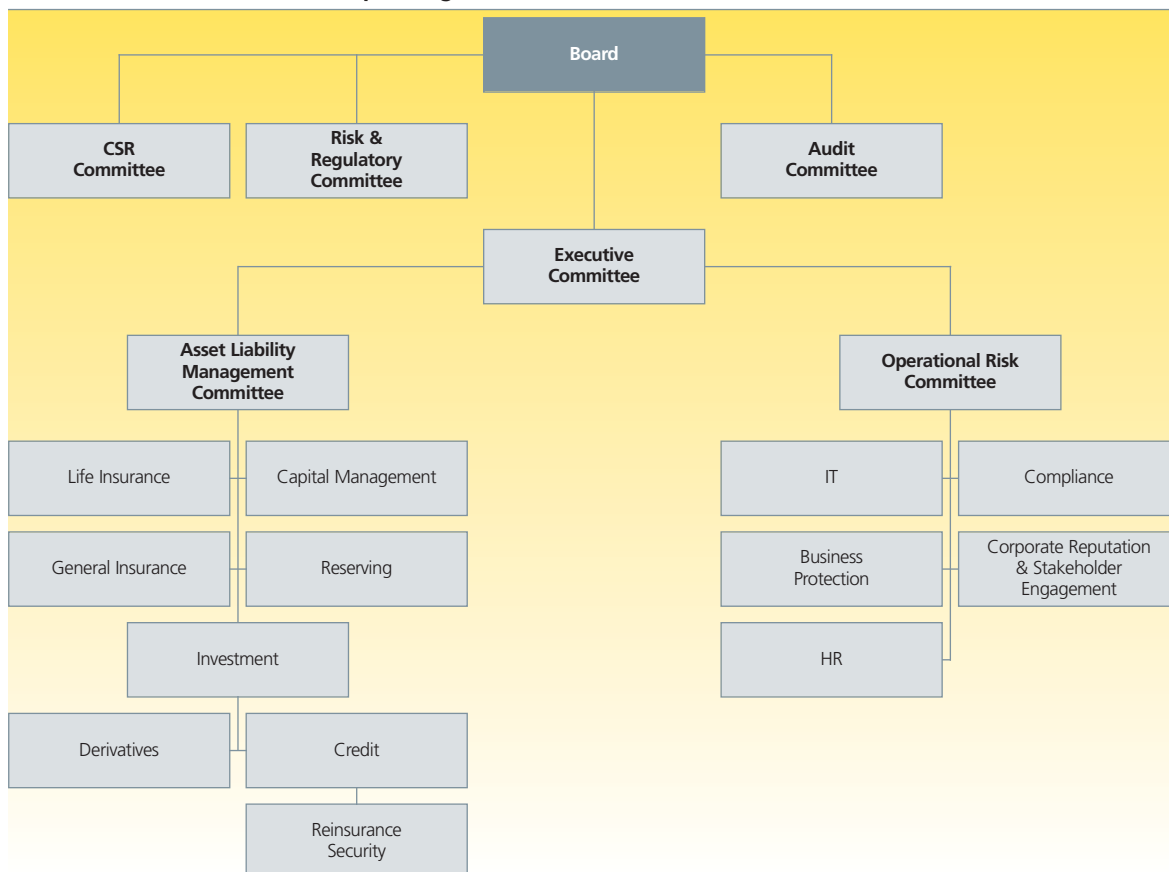 Board
CSR
Committee
Risk &
Regulatory
Committee
Audit
Committee
Executive
Committee
Asset Liability
Management
Committee
Operational Risk
Committee
Life Insurance
Capital Management
IT
Compliance
General Insurance
Reserving
Business
Protection
Corporate Reputation
& Stakeholder
Engagement
Investment
HR
Derivatives
Credit
Reinsurance
Security